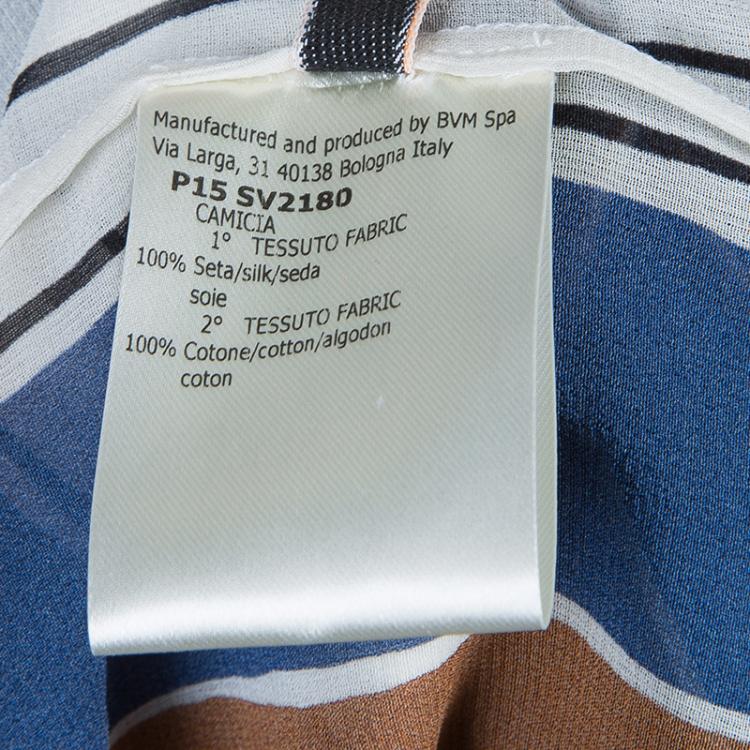 Manufactured and produced by BVM Spa
Via Larga, 31 40138 Bologna Italy
P15 SV2180
CAMICIA
1° TESSUTO FABRIC
100% Seta/silk/seda
soie
2° TESSUTO FABRIC
100% Cotone/cotton/algodon
coton